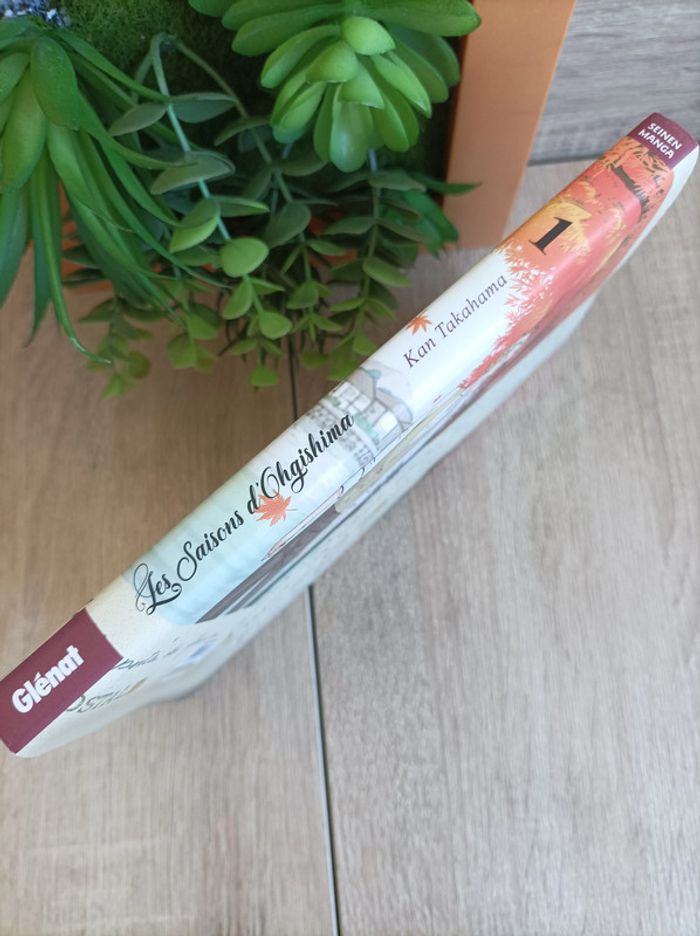 SEINEN
MANGA
1
Kan Takahama
Les Saisons d'Ohgishima
Glénat